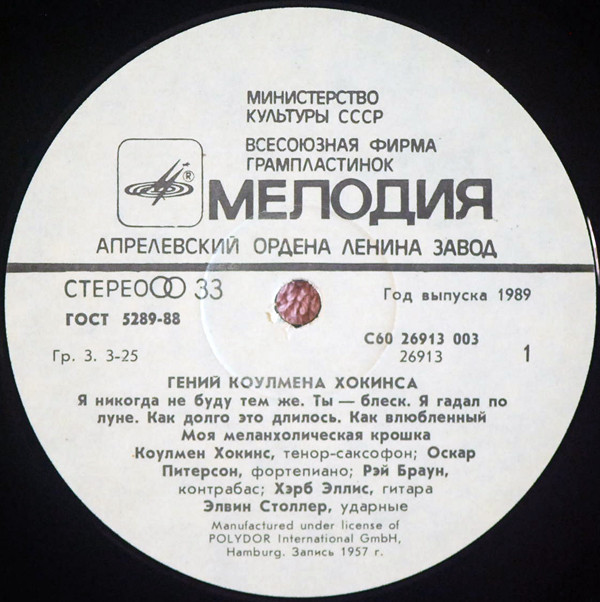 МИНИСТЕРСТВО
КУЛЬТУРЫ СССР
ВСЕСОЮЗНАЯ ФИРМА
ГРАМПЛАСТИНОК
®
МЕЛОДИЯ
АПРЕЛЕВСКИЙ ОРДЕНА ЛЕНИНА ЗАВОД
СТЕРЕО 33
Год выпуска 1989
ГОСТ 5289-88
С60 26913 003
Гр. 3. 3-25
26913
1
ГЕНИЙ КОУЛМЕНА ХОКИНСА
Я никогда не буду тем же. Ты — блеск. Я гадал по
луне. Как долго это длилось. Как влюбленный
Моя меланхолическая крошка
Коулмен Хокинс, тенор-саксофон; Оскар
Питерсон, фортепиано; Рэй Браун,
контрабас; Хэрб Эллис, гитара
Элвин Столлер, ударные
Manufactured under license of
POLYDOR International GmbH,
Hamburg. Запись 1957 г.